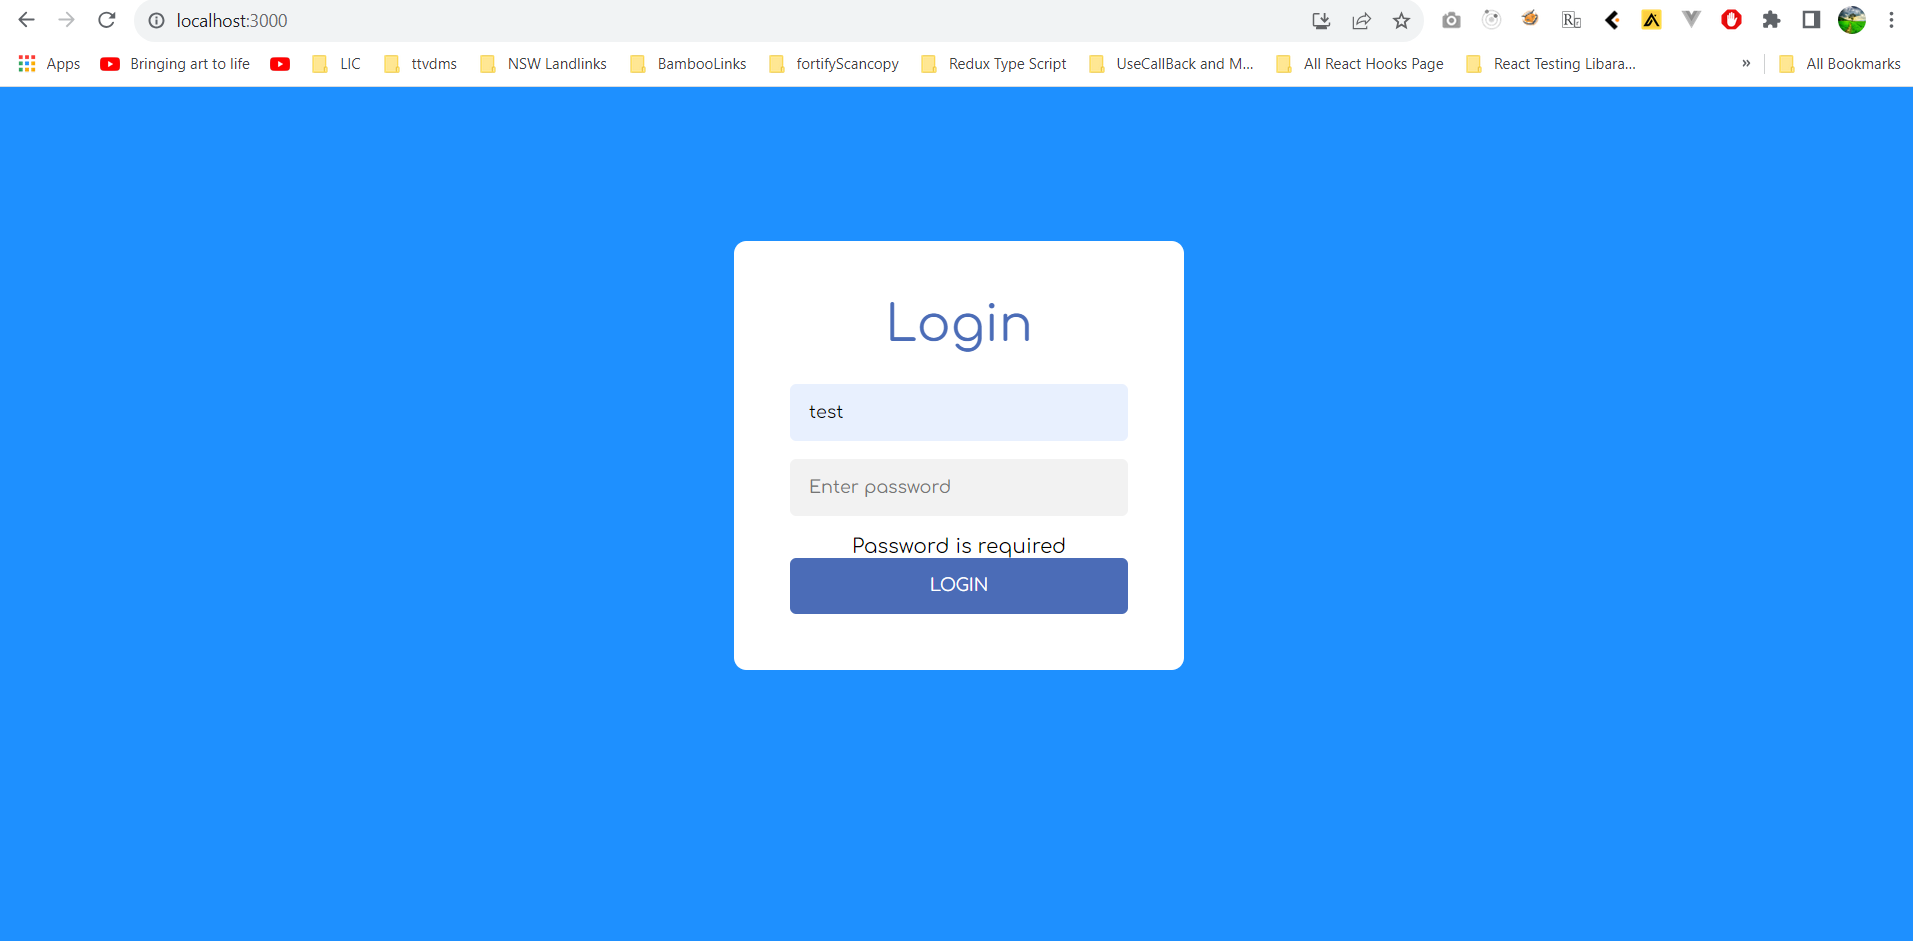 localhost:3000
Apps Bringing art to life LIC ttvdms NSW Landlinks BambooLinks fortifyScancopy Redux Type Script UseCallBack and M... All React Hooks Page React Testing Libara... » All Bookmarks
Login
test
Enter password
Password is required
LOGIN